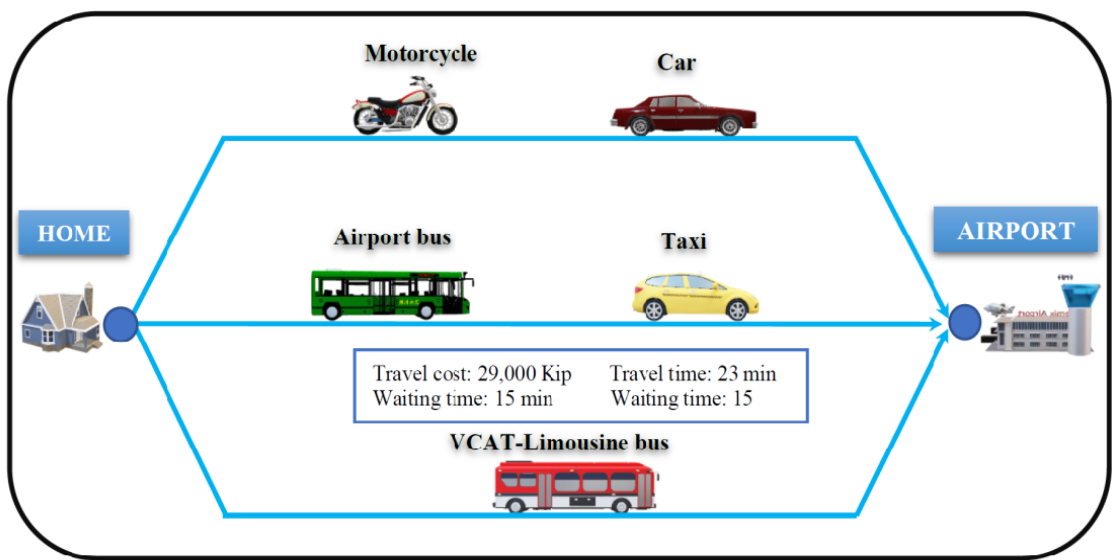 Motorcycle
Car
HOME
AIRPORT
Airport bus
Taxi
Travel cost: 29,000 Kip Travel time: 23 min
Waiting time: 15 min Waiting time: 15
VCAT-Limousine bus